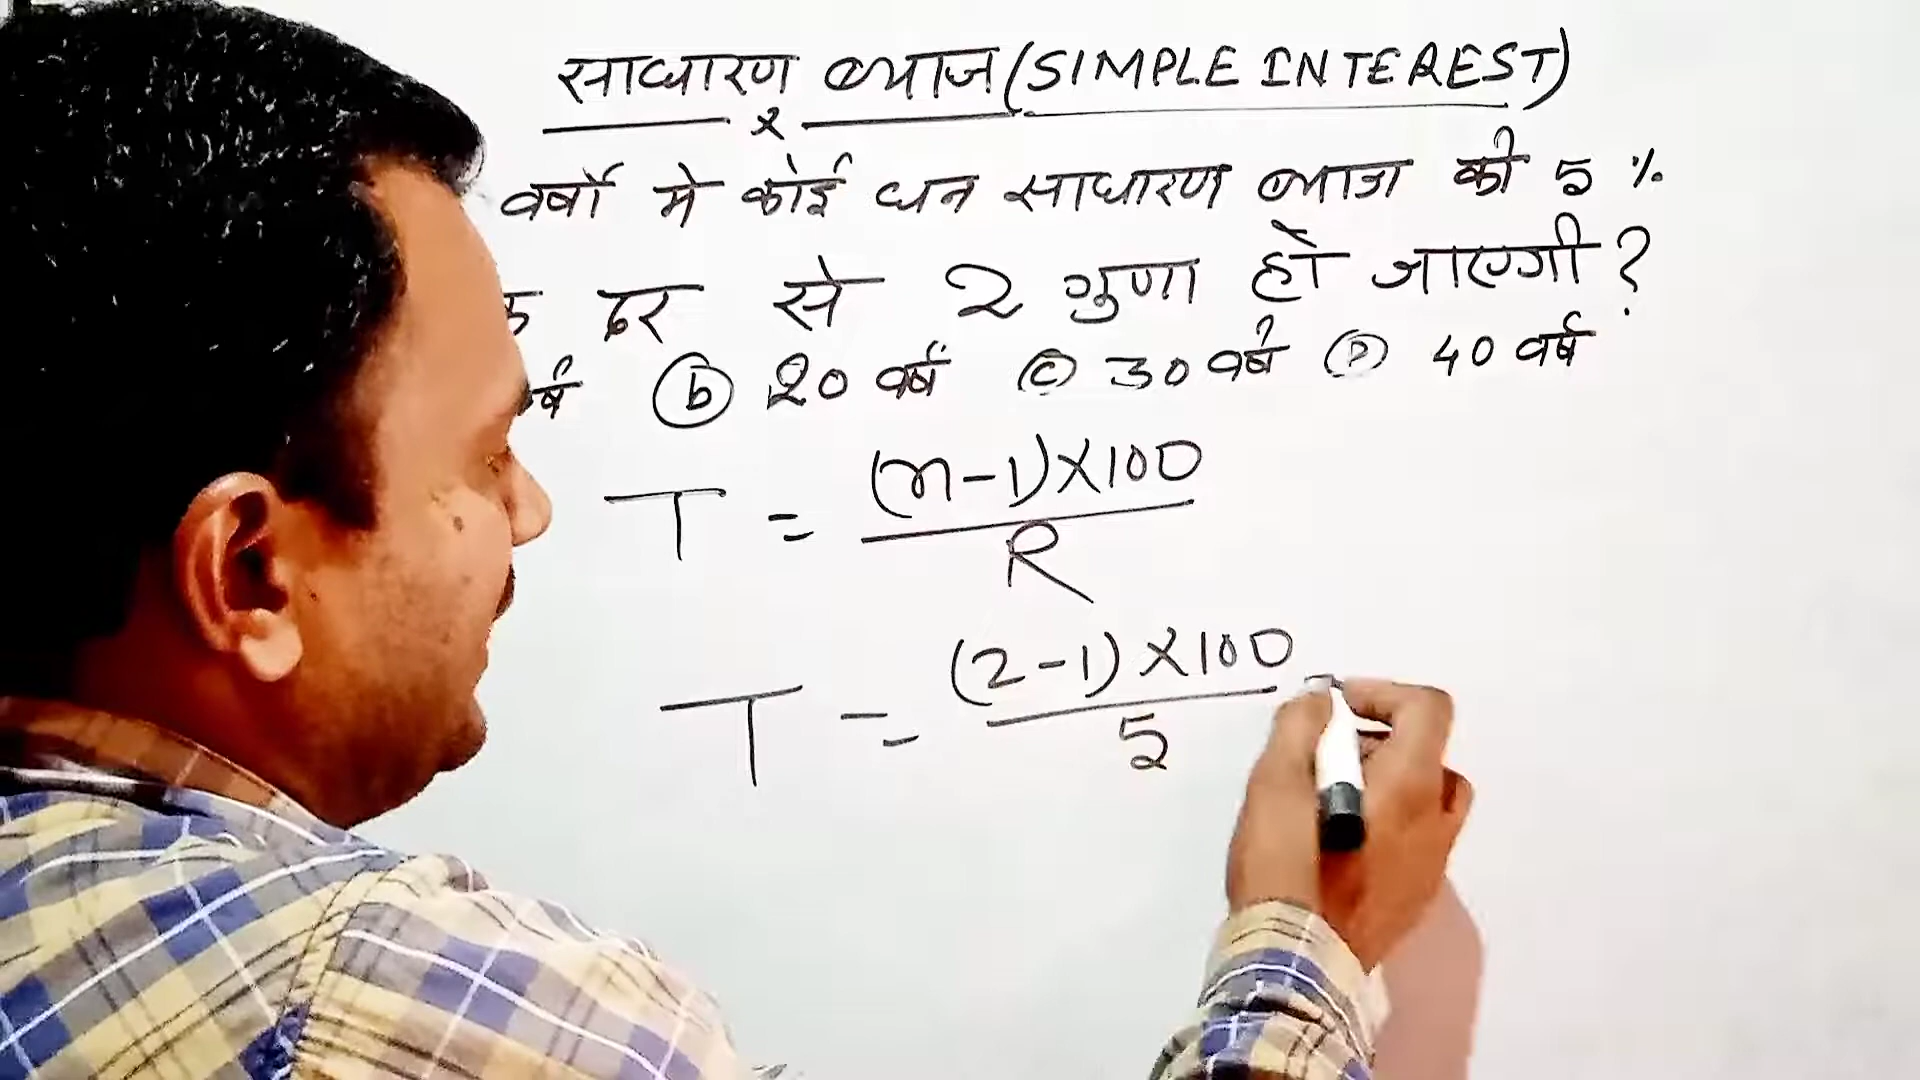 साधारण ब्याज (SIMPLE INTEREST)
वर्षो मे कोई धन साधारण ब्याज की 5 %
दर से 2 गुणा हो जाएगी ?
र्ष (b) 20 वर्ष (c) 30 वर्ष (D) 40 वर्ष
T = (n-1)×100
R
T = (2-1)×100
5